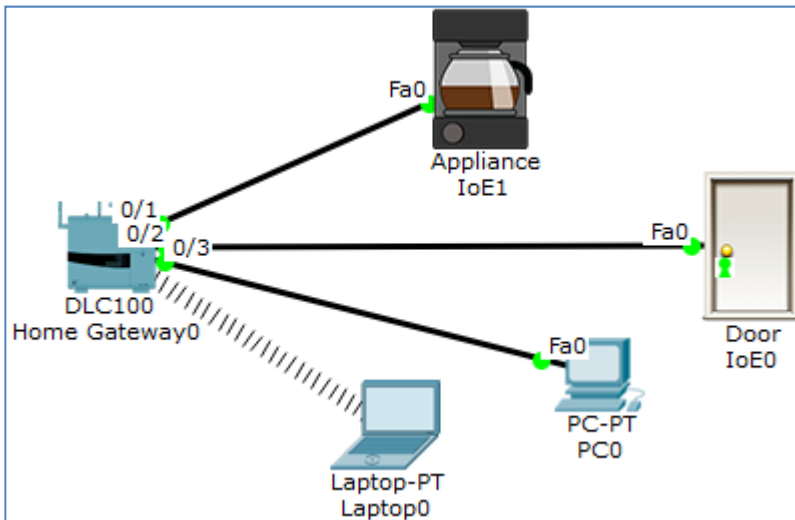 Fa0
Appliance
IoE1
0/1
0/2
0/3
Fa0
DLC100
Home Gateway0
Door
IoE0
Fa0
PC-PT
PC0
Laptop-PT
Laptop0